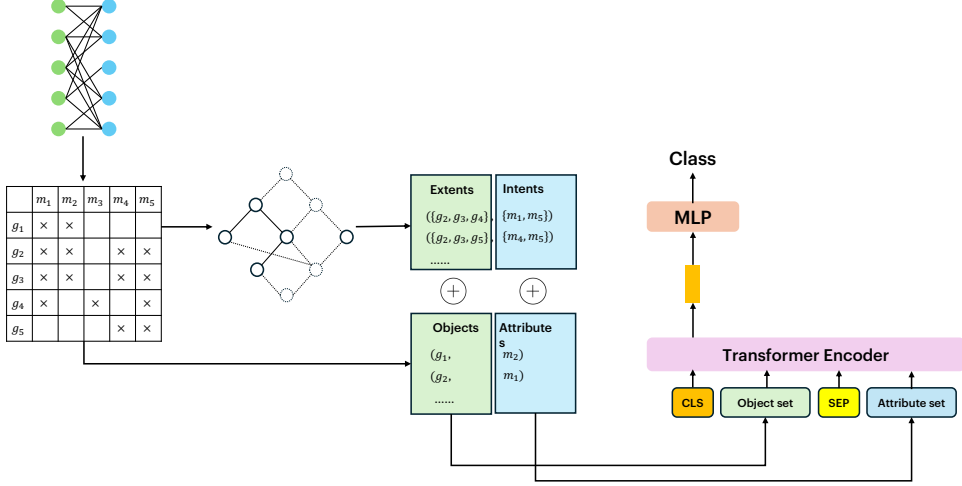 m₁ m₂ m₃ m₄ m₅
g₁ × ×
g₂ × × × ×
g₃ × × × ×
g₄ × × ×
g₅ × ×
Extents Intents
({g₂, g₃, g₄}, {m₁, m₅})
({g₂, g₃, g₅}, {m₄, m₅})
......
+ +
Objects Attribute
s
(g₁, m₂)
(g₂, m₁)
......
Class
MLP
Transformer Encoder
CLS Object set SEP Attribute set